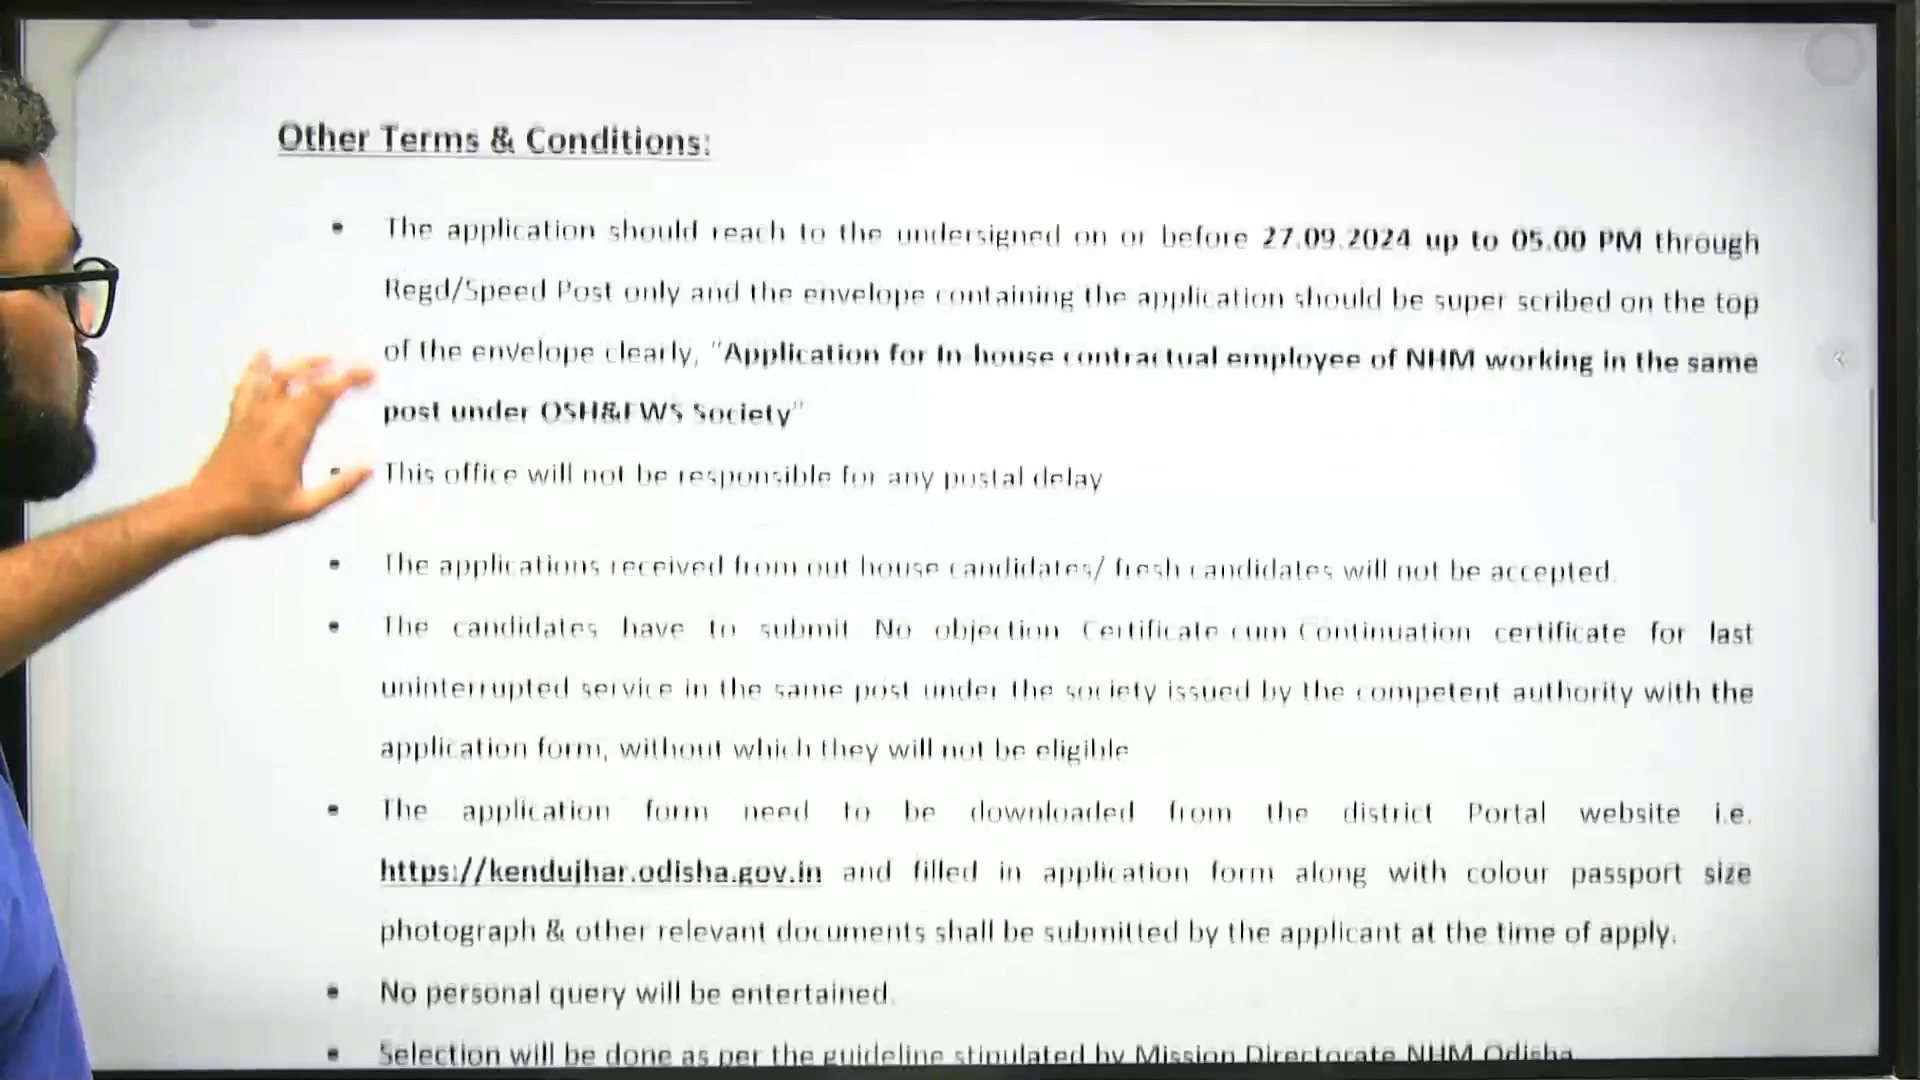 Other Terms & Conditions:
• The application should reach to the undersigned on or before 27.09.2024 up to 05.00 PM through
Regd/Speed Post only and the envelope containing the application should be super scribed on the top
of the envelope clearly, "Application for In house contractual employee of NHM working in the same
post under OSH&FWS Society"
• This office will not be responsible for any postal delay
• The applications received from out house candidates/ fresh candidates will not be accepted.
• The candidates have to submit No objection Certificate cum Continuation certificate for last
uninterrupted service in the same post under the society issued by the competent authority with the
application form, without which they will not be eligible
• The application form need to be downloaded from the district Portal website i.e.
https://kendujhar.odisha.gov.in and filled in application form along with colour passport size
photograph & other relevant documents shall be submitted by the applicant at the time of apply.
• No personal query will be entertained.
• Selection will be done as per the guideline stipulated by Mission Directorate NHM Odisha